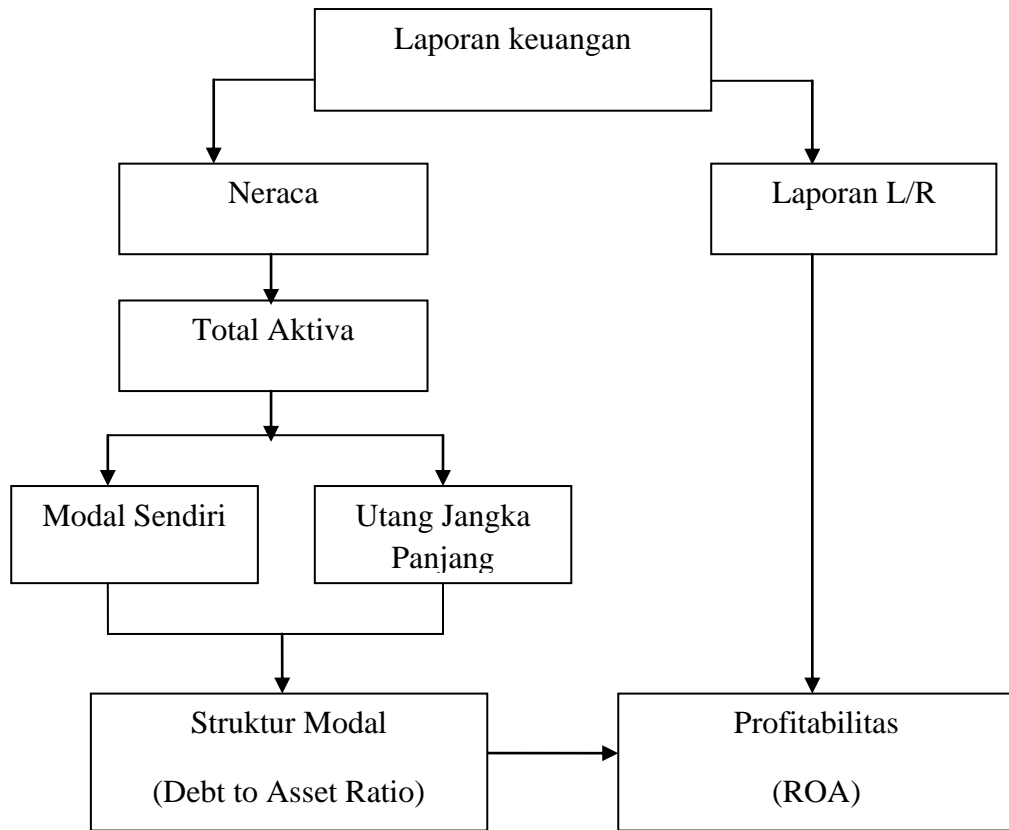 Laporan keuangan
Neraca
Laporan L/R
Total Aktiva
Modal Sendiri
Utang Jangka
Panjang
Struktur Modal
(Debt to Asset Ratio)
Profitabilitas
(ROA)